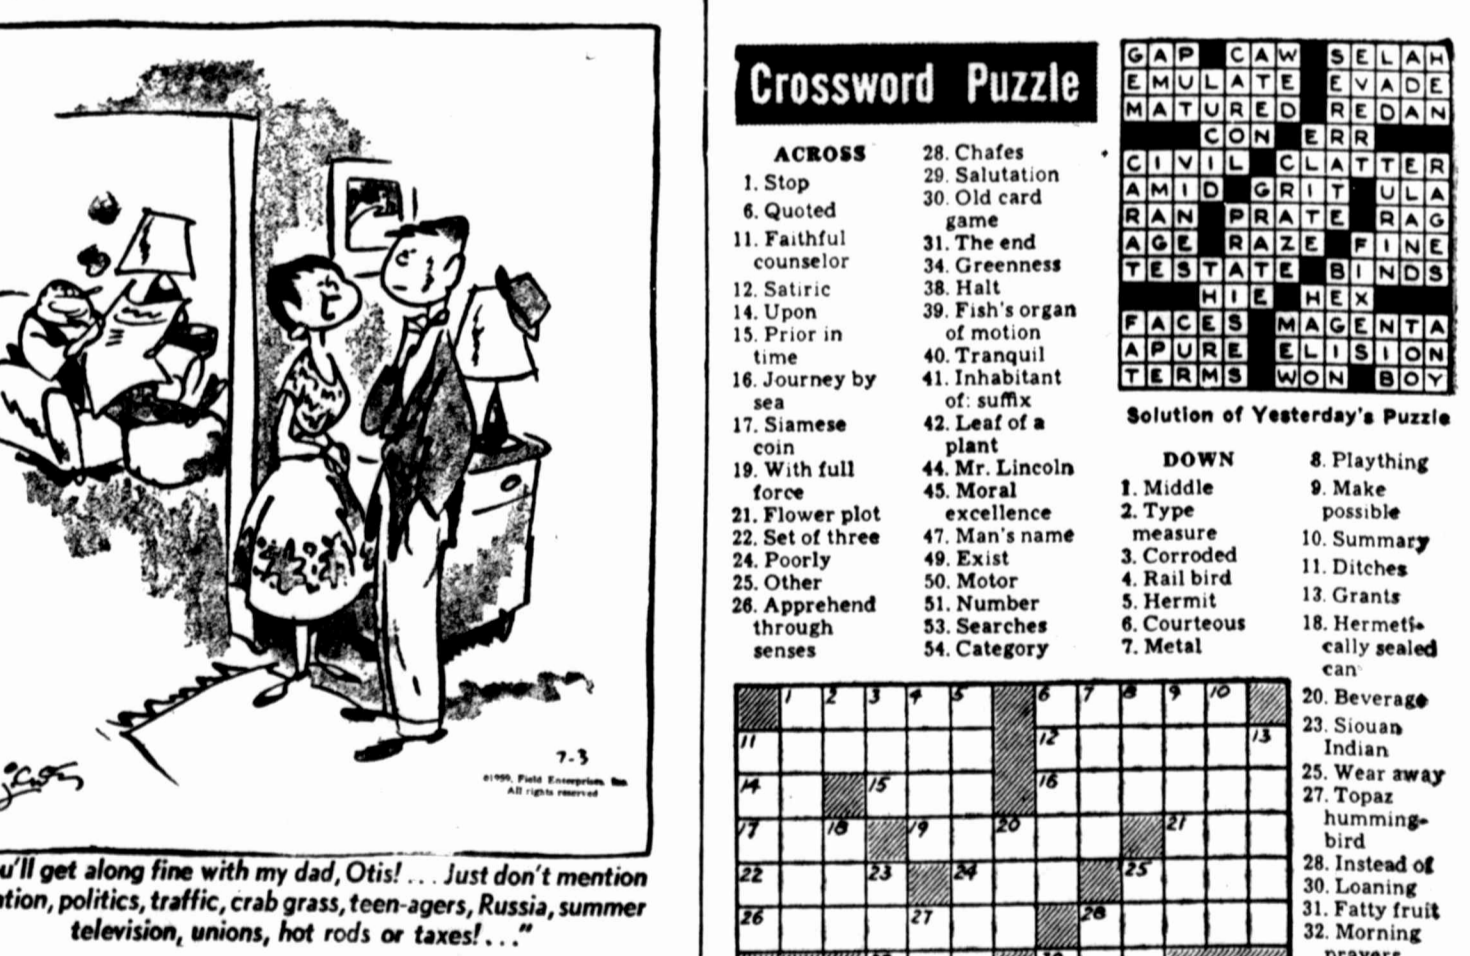 7-3
©1959, Field Enterprises Inc.
All rights reserved
u'll get along fine with my dad, Otis! . . . Just don't mention
tion, politics, traffic, crab grass, teen-agers, Russia, summer
television, unions, hot rods or taxes! . . ."
Crossword Puzzle
ACROSS
1. Stop
6. Quoted
11. Faithful
counselor
12. Satiric
14. Upon
15. Prior in
time
16. Journey by
sea
17. Siamese
coin
19. With full
force
21. Flower plot
22. Set of three
24. Poorly
25. Other
26. Apprehend
through
senses
28. Chafes
29. Salutation
30. Old card
game
31. The end
34. Greenness
38. Halt
39. Fish's organ
of motion
40. Tranquil
41. Inhabitant
of: suffix
42. Leaf of a
plant
44. Mr. Lincoln
45. Moral
excellence
47. Man's name
49. Exist
50. Motor
51. Number
53. Searches
54. Category
GAP CAW SELAH
EMULATE EVADE
MATURED REDAN
CON ERR
CIVIL CLATTER
AMID GRIT ULA
RAN PRATE RAG
AGE RAZE FINE
TESTATE BINDS
HIE HEX
FACES MAGENTA
APURE ELISION
TERMS WON BOY
Solution of Yesterday's Puzzle
DOWN
1. Middle
2. Type
measure
3. Corroded
4. Rail bird
5. Hermit
6. Courteous
7. Metal
8. Plaything
9. Make
possible
10. Summary
11. Ditches
13. Grants
18. Hermeti-
cally sealed
can
20. Beverage
23. Siouan
Indian
25. Wear away
27. Topaz
humming-
bird
28. Instead of
30. Loaning
31. Fatty fruit
32. Morning
prayers
1 2 3 4 5 6 7 8 9 10
11 12 13
14 15 16
17 18 19 20 21
22 23 24 25
26 27 28